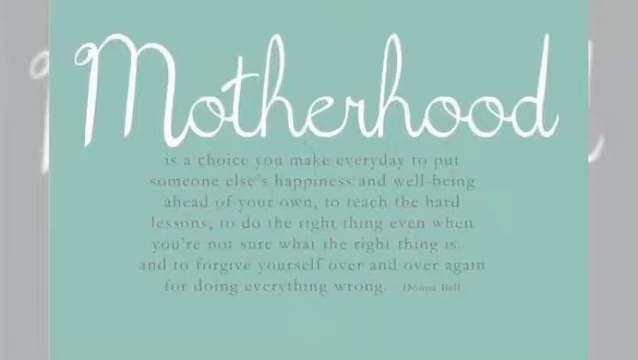 Motherhood
is a choice you make everyday to put
someone else's happiness and well-being
ahead of your own, to teach the hard
lessons, to do the right thing even when
you're not sure what the right thing is...
and to forgive yourself over and over again
for doing everything wrong. Donna Ball